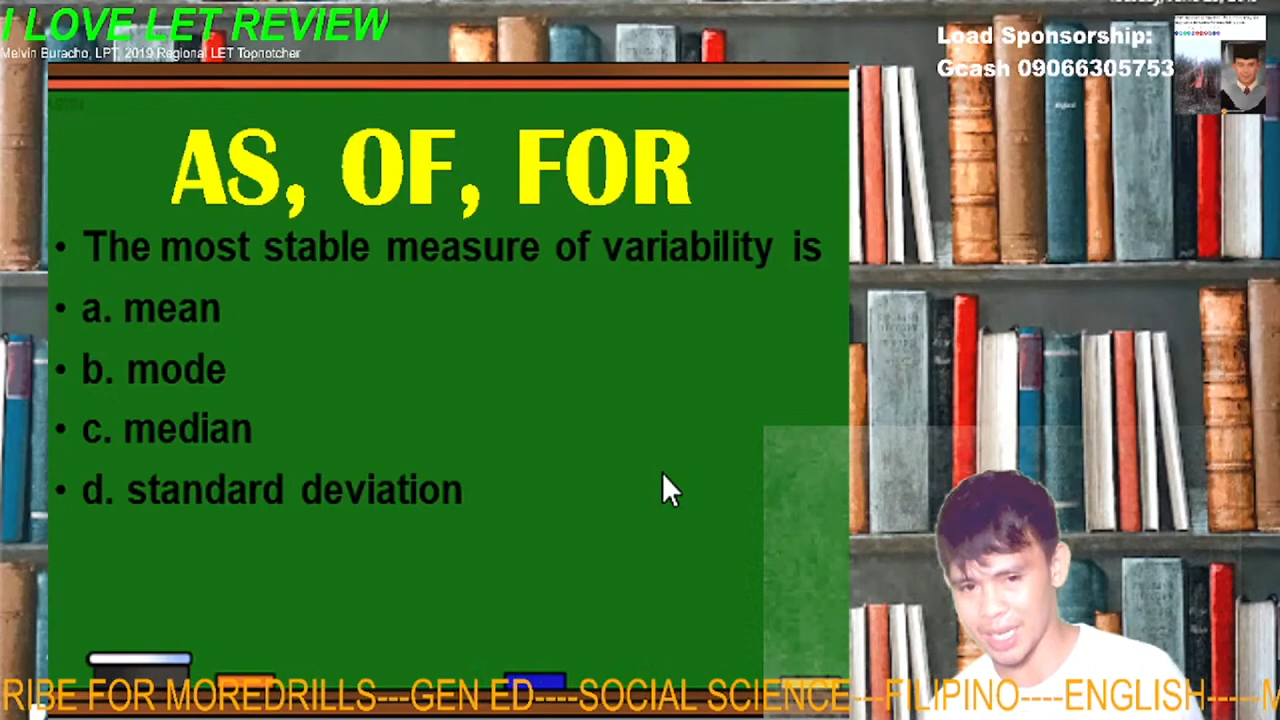 I LOVE LET REVIEW
Melvin Buracho, LPT, 2019 Regional LET Topnotcher
Load Sponsorship:
Gcash 09066305753
AS, OF, FOR
• The most stable measure of variability is
• a. mean
• b. mode
• c. median
• d. standard deviation
RIBE FOR MOREDRILLS---GEN ED----SOCIAL SCIENCE---FILIPINO----ENGLISH-----M